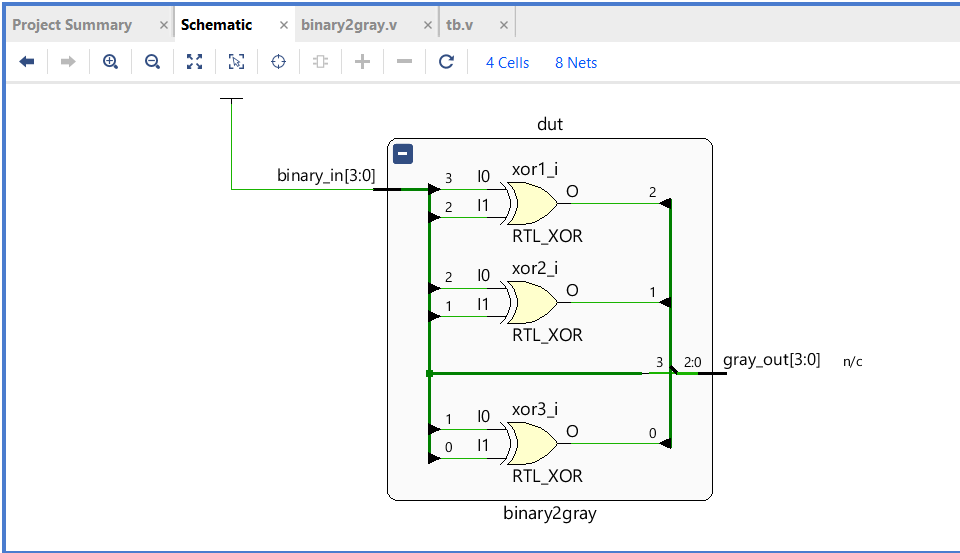 Project Summary × Schematic × binary2gray.v × tb.v ×
4 Cells 8 Nets
dut
binary_in[3:0]
3 I0 xor1_i O 2
2 I1
RTL_XOR
2 I0 xor2_i O 1
1 I1
RTL_XOR
3 2:0 gray_out[3:0] n/c
1 I0 xor3_i O 0
0 I1
RTL_XOR
binary2gray